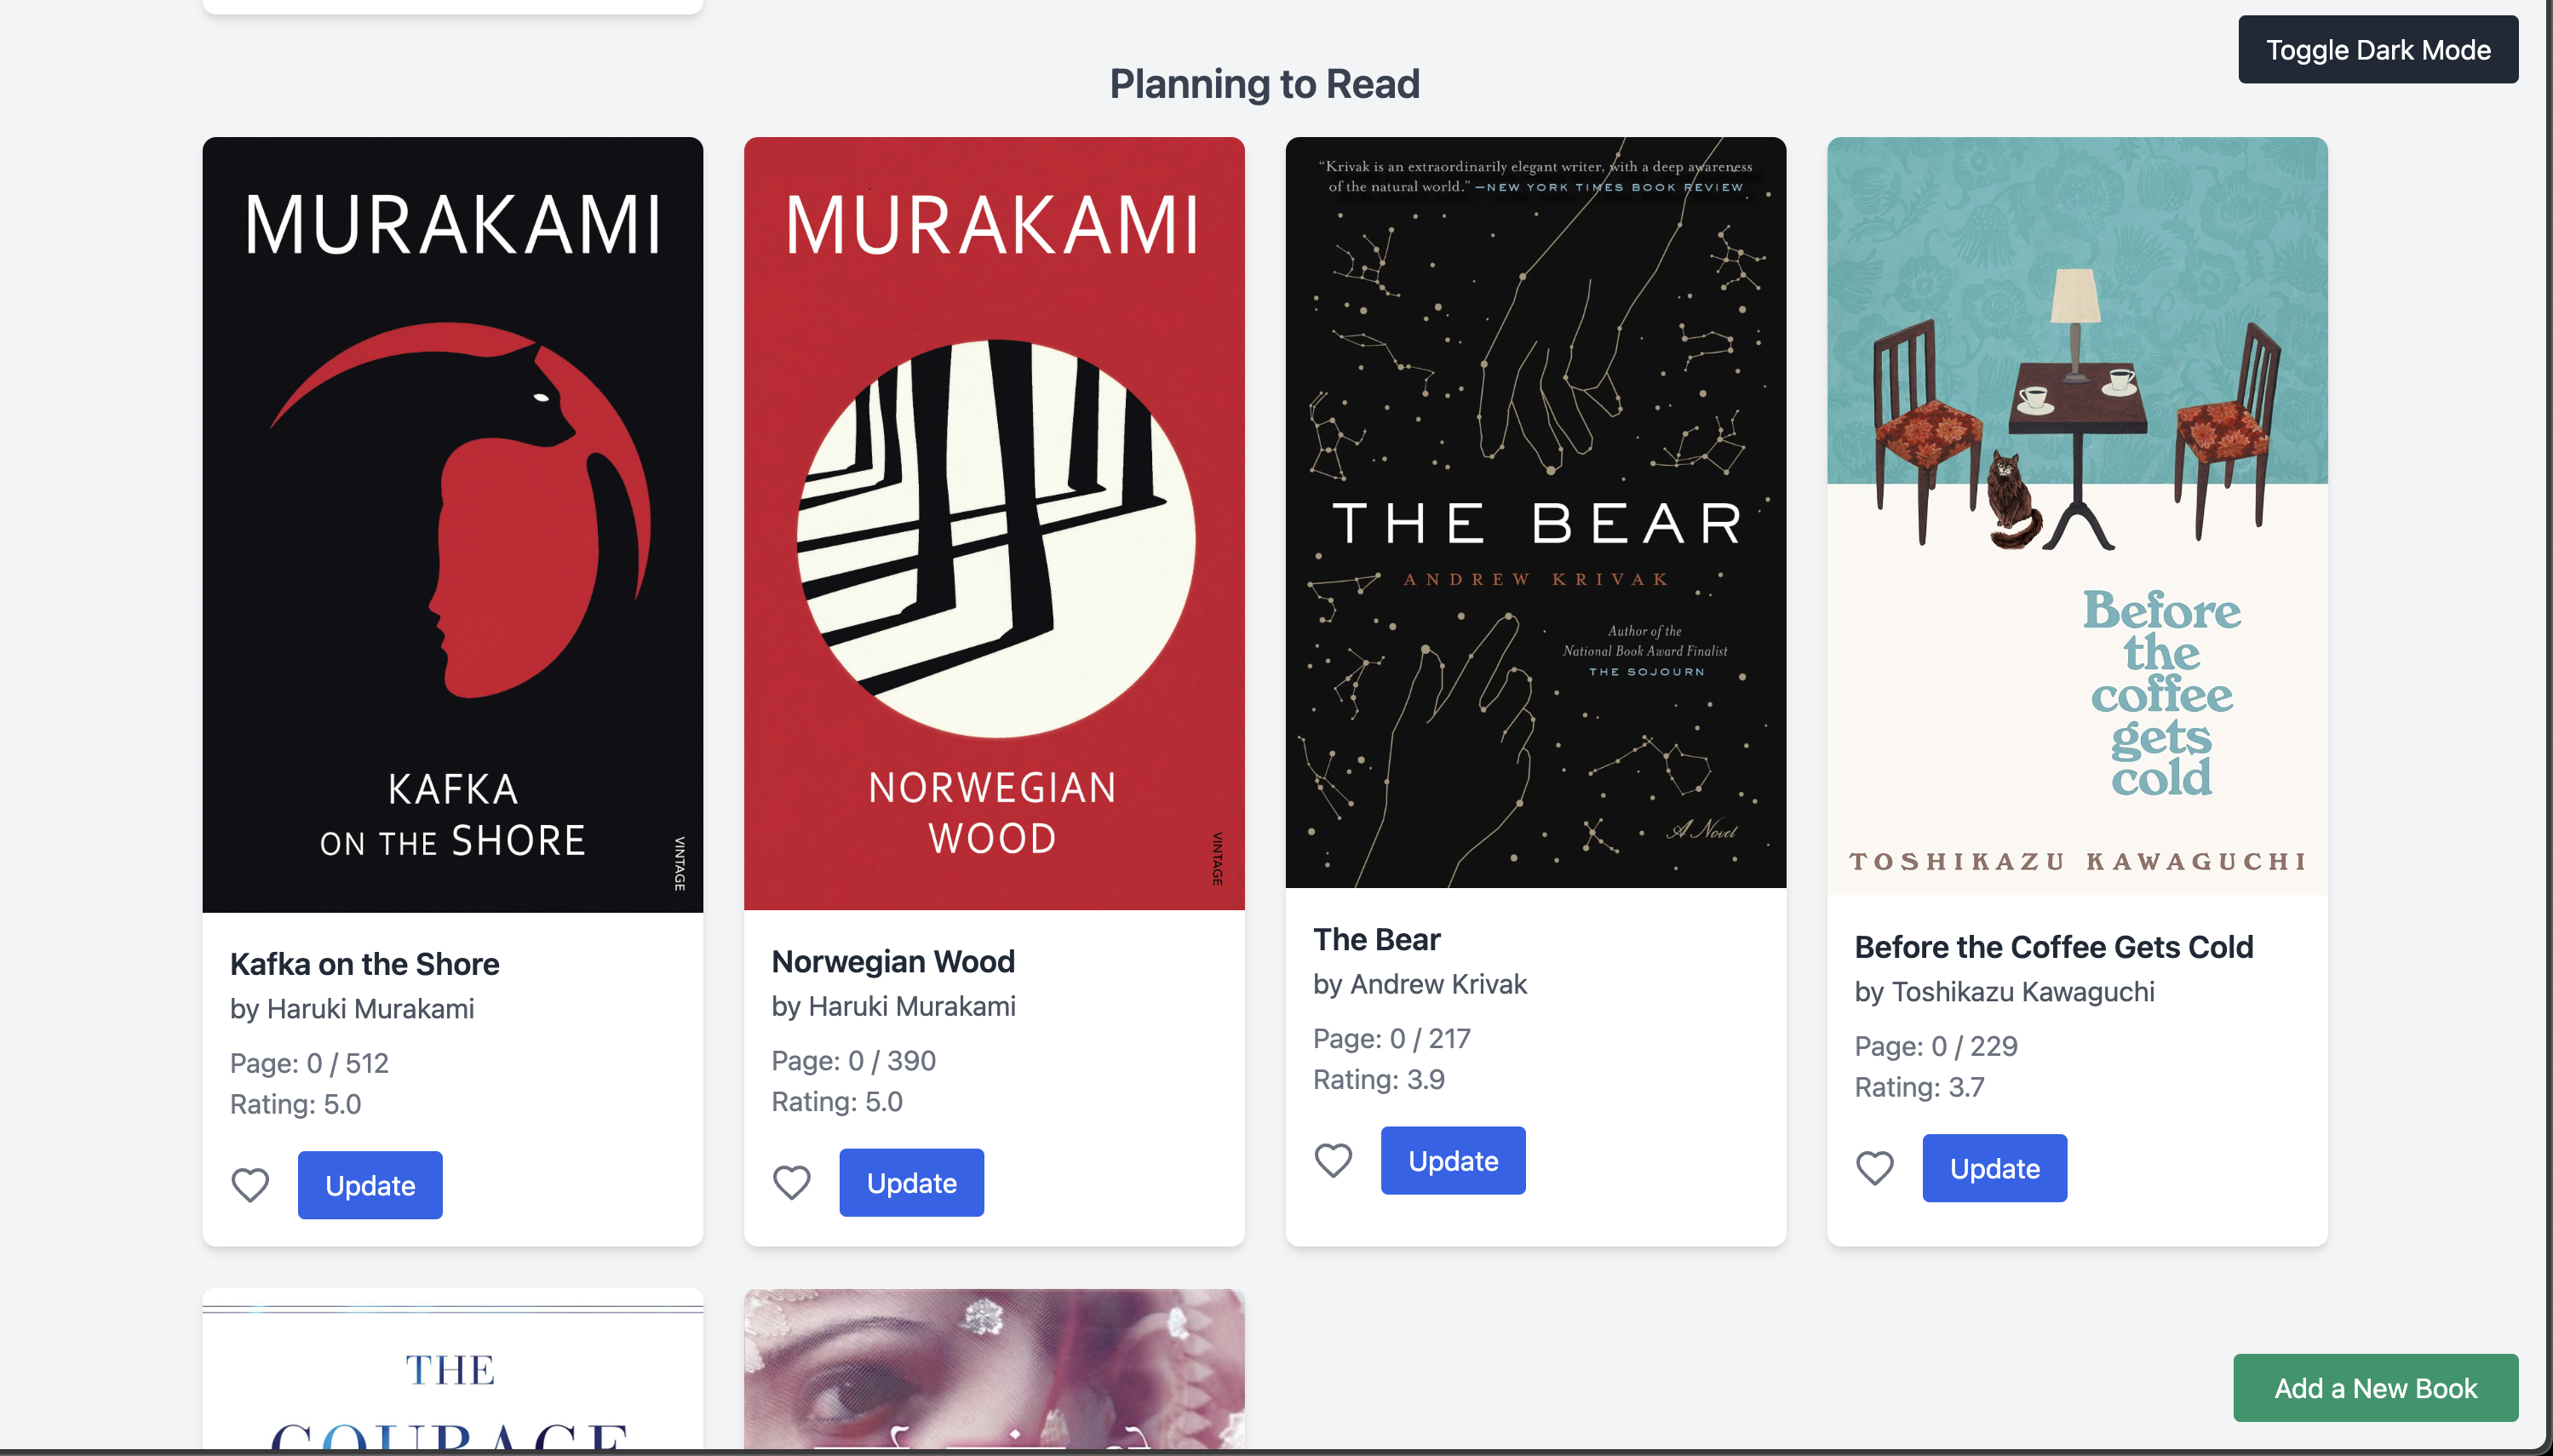 Toggle Dark Mode
Planning to Read
MURAKAMI
KAFKA
ON THE SHORE
VINTAGE
Kafka on the Shore
by Haruki Murakami
Page: 0 / 512
Rating: 5.0
Update
MURAKAMI
NORWEGIAN
WOOD
VINTAGE
Norwegian Wood
by Haruki Murakami
Page: 0 / 390
Rating: 5.0
Update
“Krivak is an extraordinarily elegant writer, with a deep awareness
of the natural world.” —NEW YORK TIMES BOOK REVIEW
THE BEAR
ANDREW KRIVAK
Author of the
National Book Award Finalist
THE SOJOURN
A Novel
The Bear
by Andrew Krivak
Page: 0 / 217
Rating: 3.9
Update
Before
the
coffee
gets
cold
TOSHIKAZU KAWAGUCHI
Before the Coffee Gets Cold
by Toshikazu Kawaguchi
Page: 0 / 229
Rating: 3.7
Update
THE
COURAGE
Add a New Book